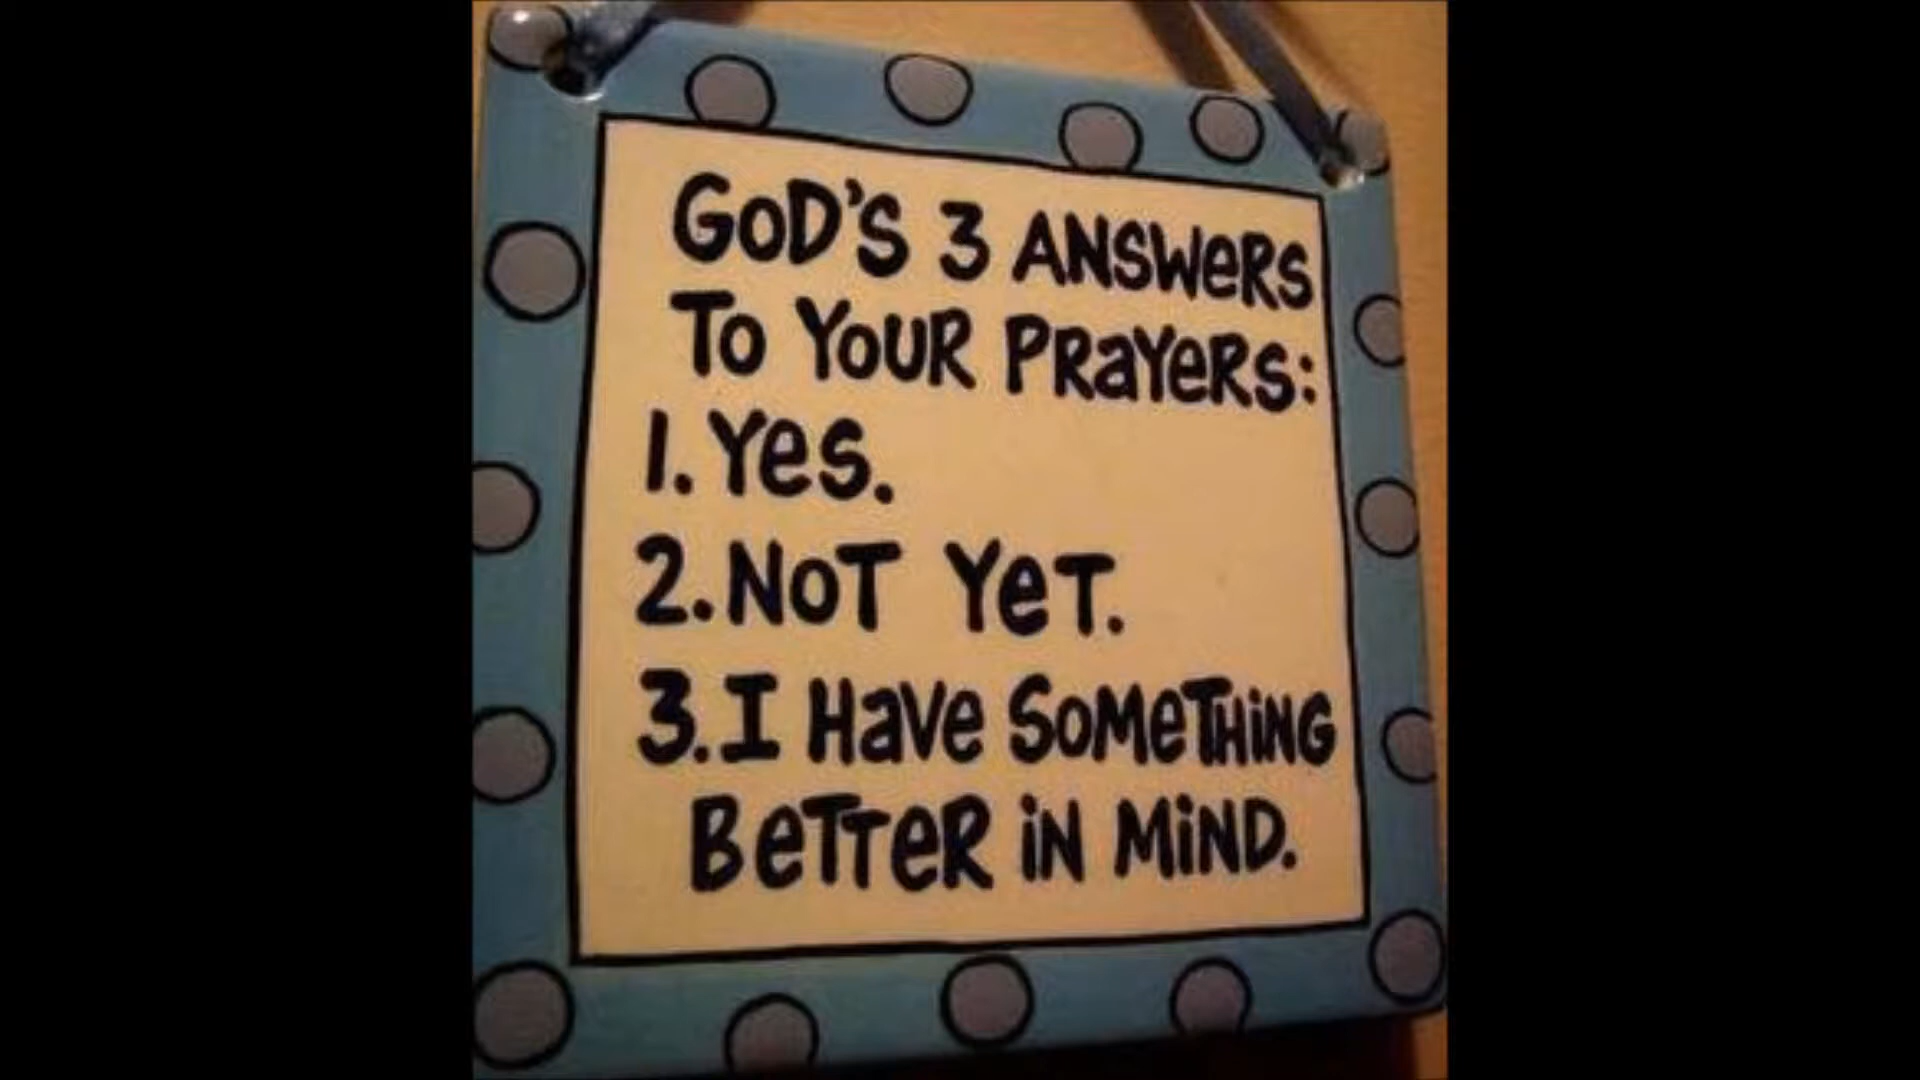 GOD'S 3 ANSWeRS
TO YOUR PRaYeRS:
1. Yes.
2. NOT YeT.
3. I Have SOMeTHiNG
BeTTeR iN MiND.